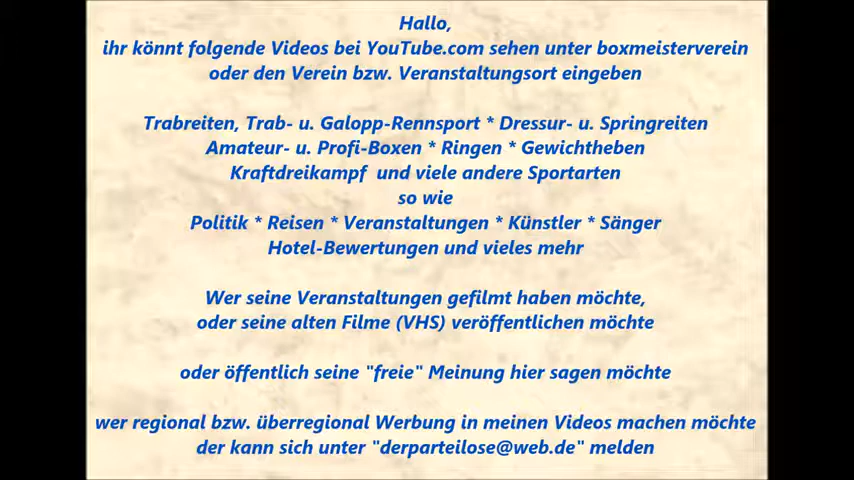 Hallo,
ihr könnt folgende Videos bei YouTube.com sehen unter boxmeisterverein
oder den Verein bzw. Veranstaltungsort eingeben
Trabreiten, Trab- u. Galopp-Rennsport * Dressur- u. Springreiten
Amateur- u. Profi-Boxen * Ringen * Gewichtheben
Kraftdreikampf und viele andere Sportarten
so wie
Politik * Reisen * Veranstaltungen * Künstler * Sänger
Hotel-Bewertungen und vieles mehr
Wer seine Veranstaltungen gefilmt haben möchte,
oder seine alten Filme (VHS) veröffentlichen möchte
oder öffentlich seine "freie" Meinung hier sagen möchte
wer regional bzw. überregional Werbung in meinen Videos machen möchte
der kann sich unter "derparteilose@web.de" melden